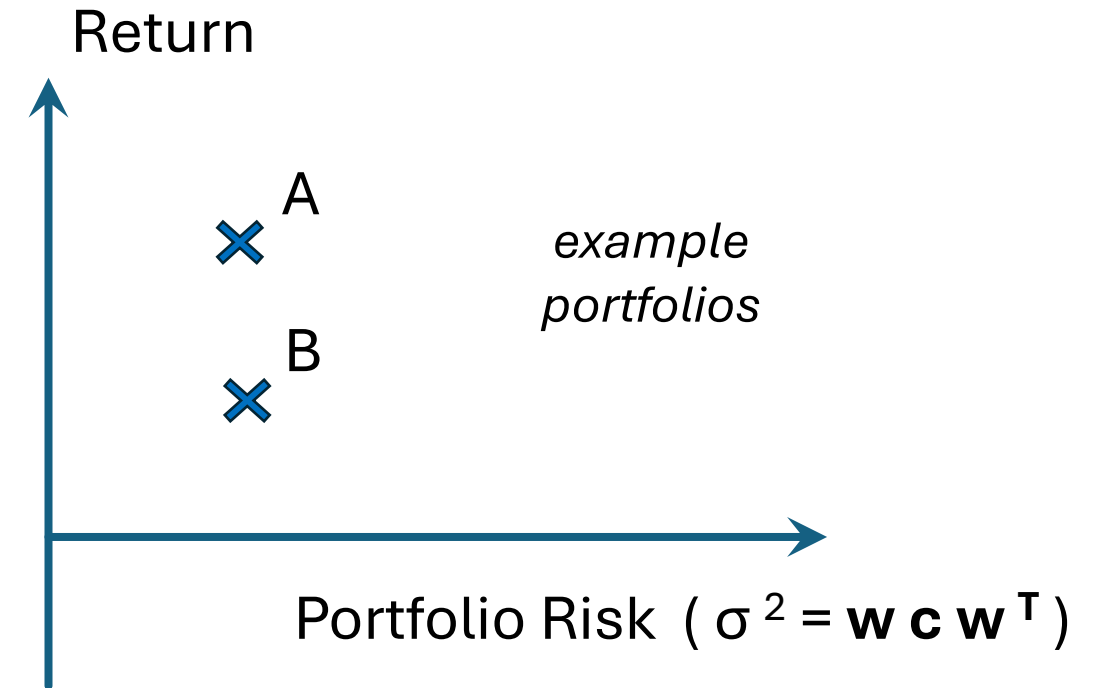 Return
A
example
portfolios
B
Portfolio Risk ( σ ² = w c w ᵀ )